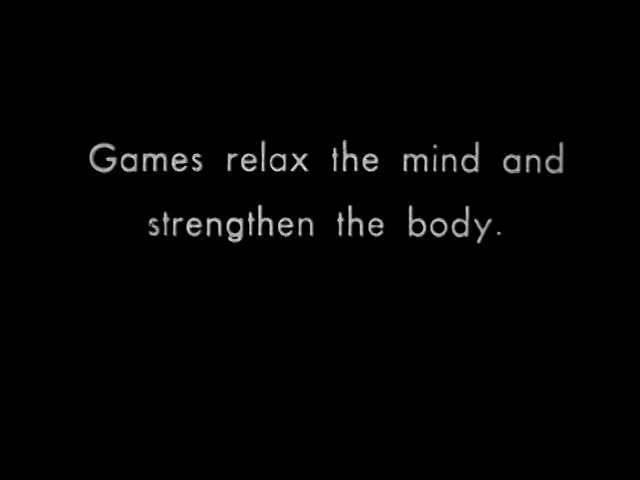 Games relax the mind and
strengthen the body.